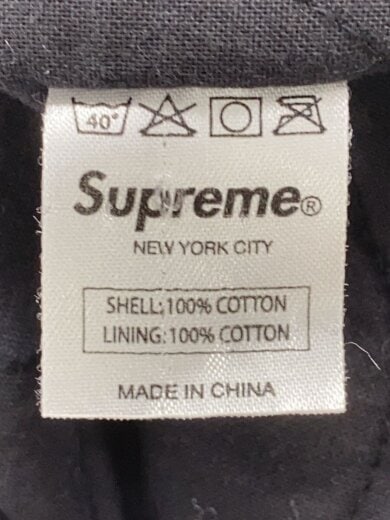 40°
Supreme®
NEW YORK CITY
SHELL:100% COTTON
LINING:100% COTTON
MADE IN CHINA